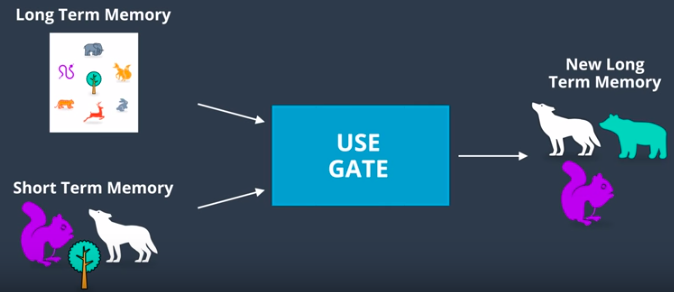 Long Term Memory
New Long
Term Memory
USE
GATE
Short Term Memory